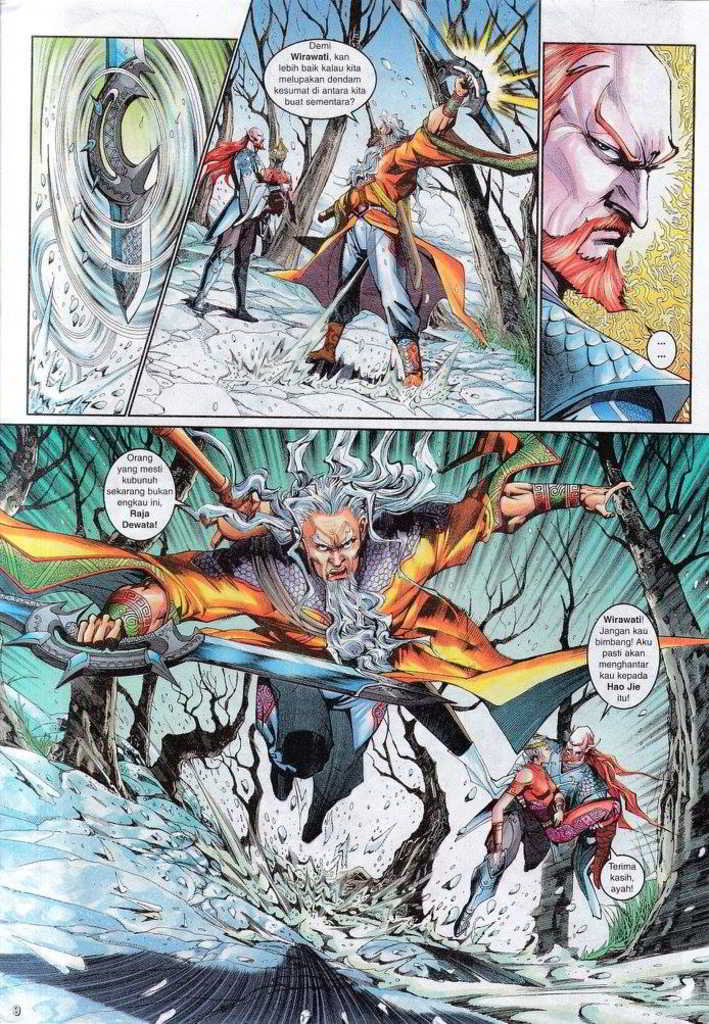 Demi
Wirawati, kan
lebih baik kalau kita
melupakan dendam
kesumat di antara kita
buat sementara?
...
...
Orang
yang mesti
kubunuh
sekarang bukan
engkau ini,
Raja
Dewata!
Wirawati!
Jangan kau
bimbang! Aku
pasti akan
menghantar
kau kepada
Hao Jie
itu!
Terima
kasih,
ayah!
9